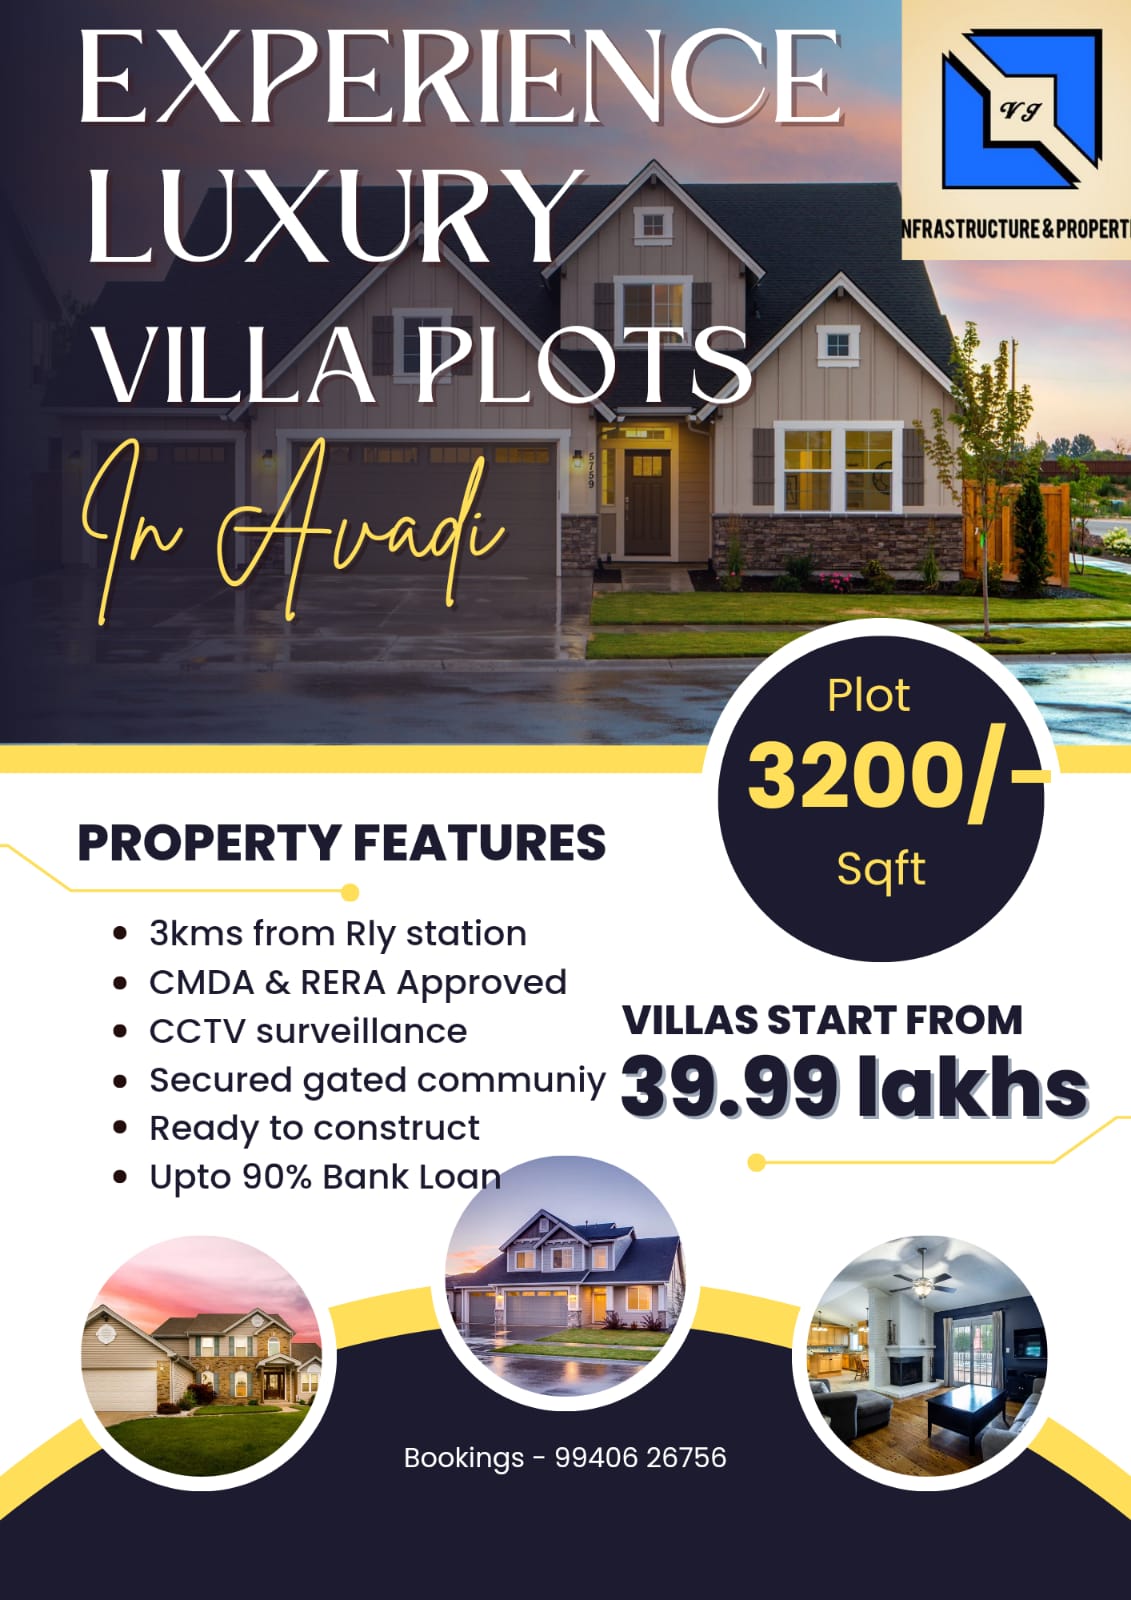 EXPERIENCE
LUXURY
VILLA PLOTS
In Avadi
VJ
NFRASTRUCTURE & PROPERT
5759
Plot
3200/-
Sqft
PROPERTY FEATURES
3kms from Rly station
CMDA & RERA Approved
CCTV surveillance
Secured gated communiy
Ready to construct
Upto 90% Bank Loan
VILLAS START FROM
39.99 lakhs
Bookings - 99406 26756